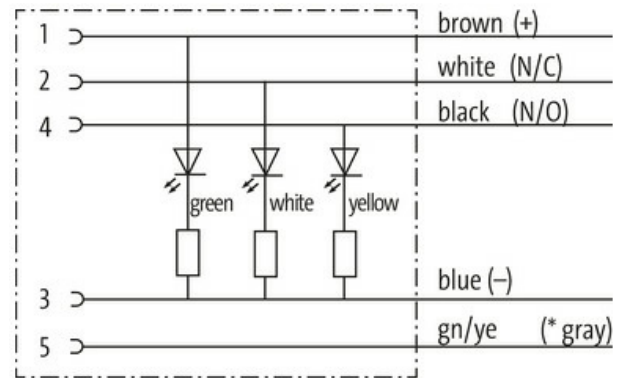 1 brown (+)
2 white (N/C)
4 black (N/O)
green white yellow
3 blue (–)
5 gn/ye (* gray)